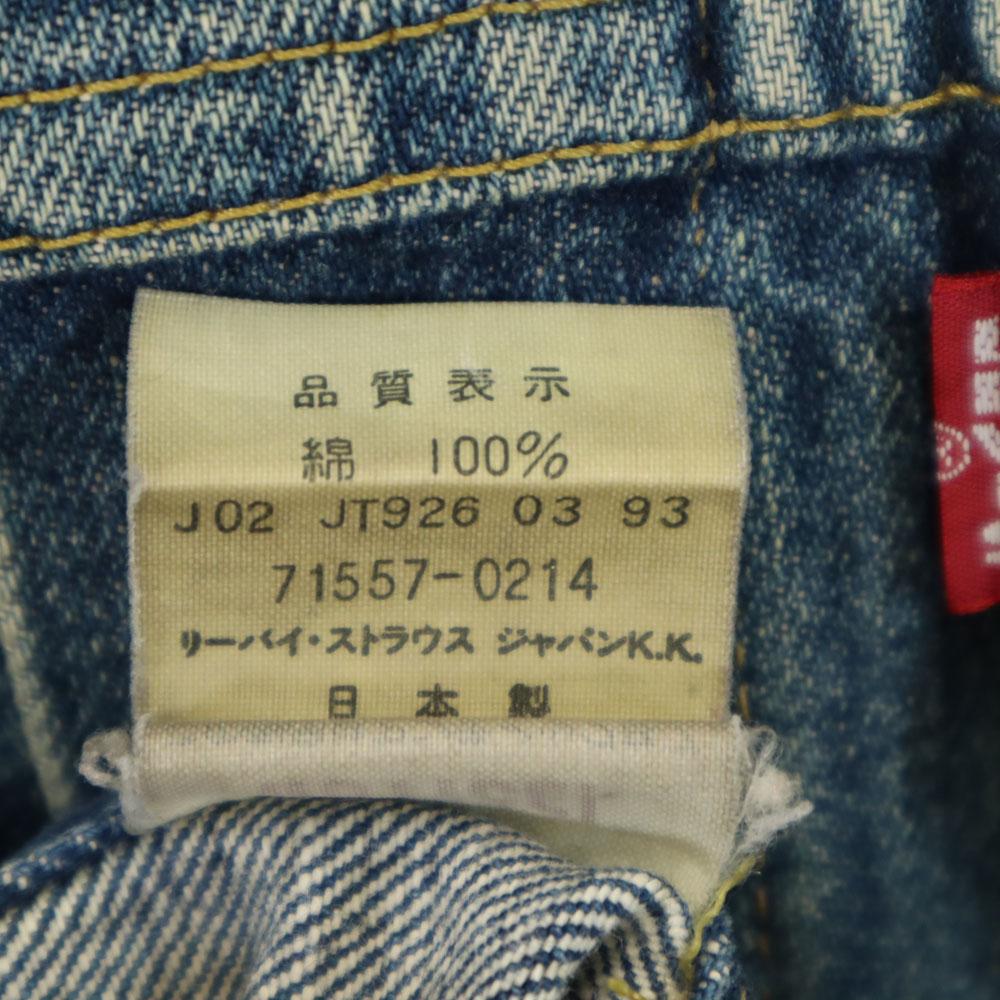 品質表示
綿 100%
J02 JT926 03 93
71557-0214
リーバイ・ストラウス ジャパンK.K.
日本製